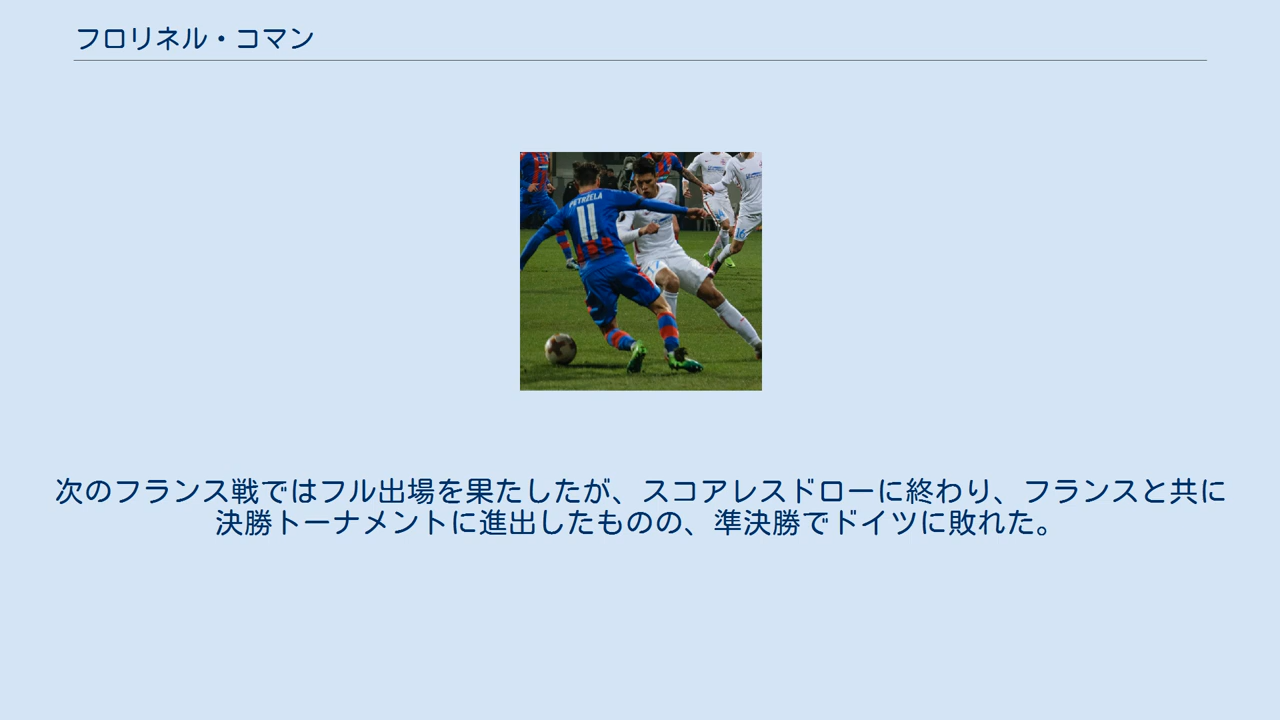 フロリネル・コマン
PETRŽELA
11
16
次のフランス戦ではフル出場を果たしたが、スコアレスドローに終わり、フランスと共に
決勝トーナメントに進出したものの、準決勝でドイツに敗れた。